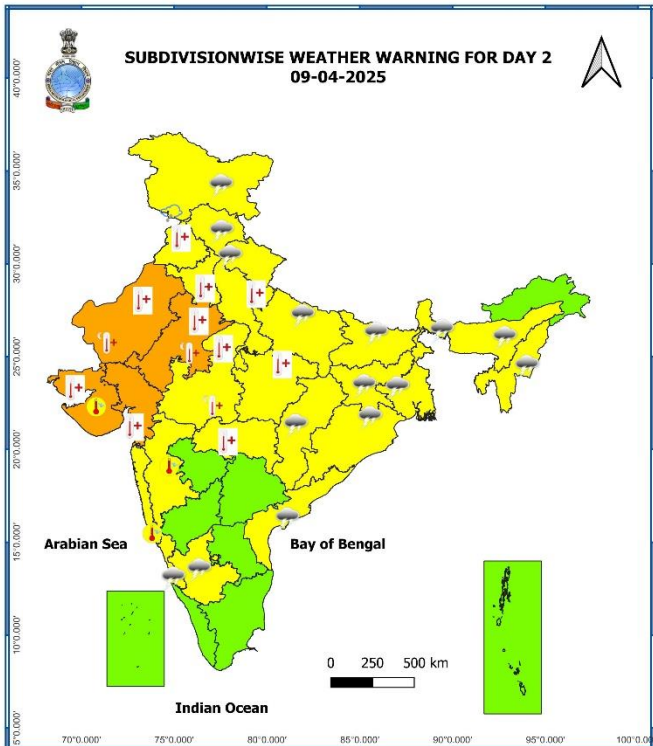 SUBDIVISIONWISE WEATHER WARNING FOR DAY 2
09-04-2025
40°0.000'
35°0.000'
30°0.000'
25°0.000'
20°0.000'
15°0.000'
10°0.000'
5°0.000'
Arabian Sea
Bay of Bengal
0 250 500 km
Indian Ocean
70°0.000' 75°0.000' 80°0.000' 85°0.000' 90°0.000' 95°0.000' 100°0.000'